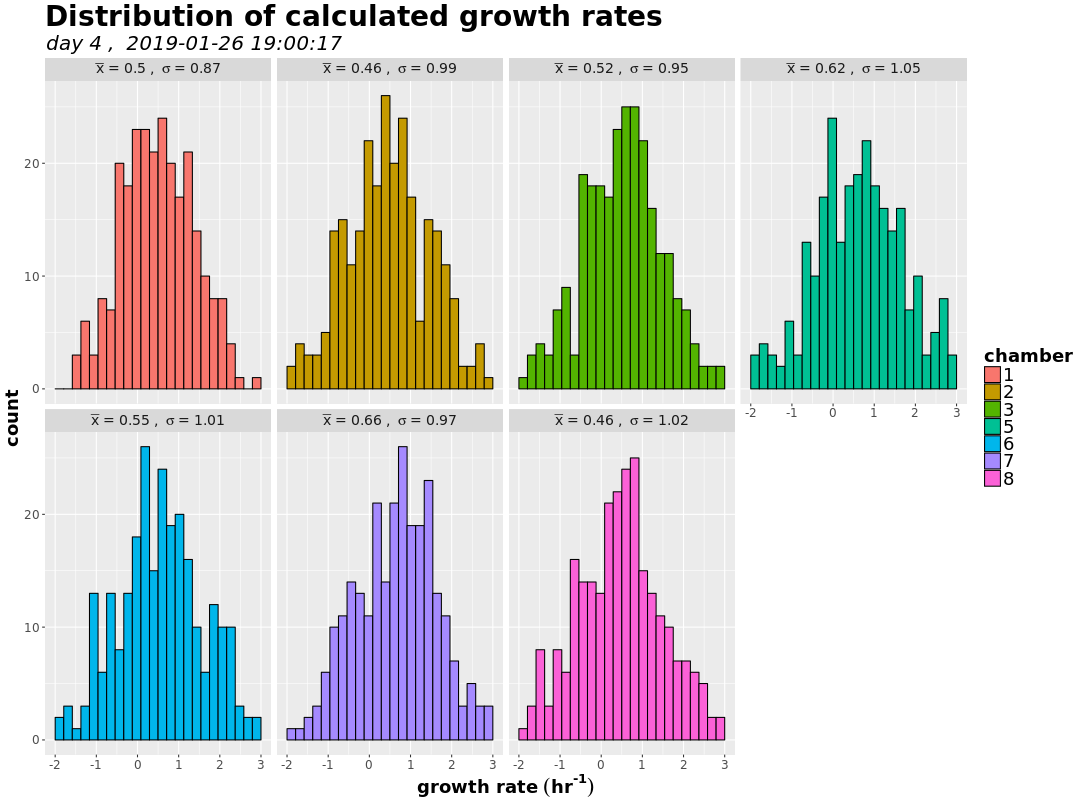 Distribution of calculated growth rates
day 4 ,  2019-01-26 19:00:17
x̅ = 0.5 ,  σ = 0.87
x̅ = 0.46 ,  σ = 0.99
x̅ = 0.52 ,  σ = 0.95
x̅ = 0.62 ,  σ = 1.05
20
10
0
-2 -1 0 1 2 3
x̅ = 0.55 ,  σ = 1.01
x̅ = 0.66 ,  σ = 0.97
x̅ = 0.46 ,  σ = 1.02
20
10
0
-2 -1 0 1 2 3
-2 -1 0 1 2 3
-2 -1 0 1 2 3
count
growth rate (hr⁻¹)
chamber
1
2
3
5
6
7
8